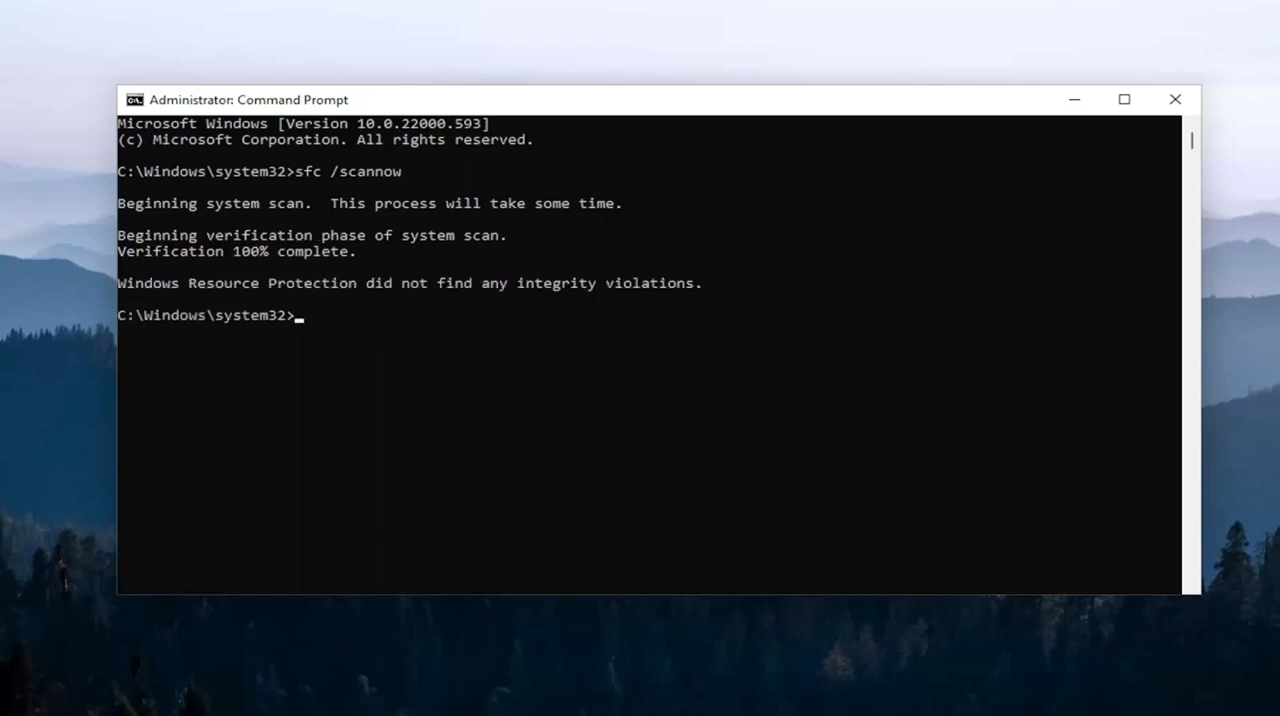 Administrator: Command Prompt
Microsoft Windows [Version 10.0.22000.593]
(c) Microsoft Corporation. All rights reserved.
C:\Windows\system32>sfc /scannow
Beginning system scan.  This process will take some time.
Beginning verification phase of system scan.
Verification 100% complete.
Windows Resource Protection did not find any integrity violations.
C:\Windows\system32>